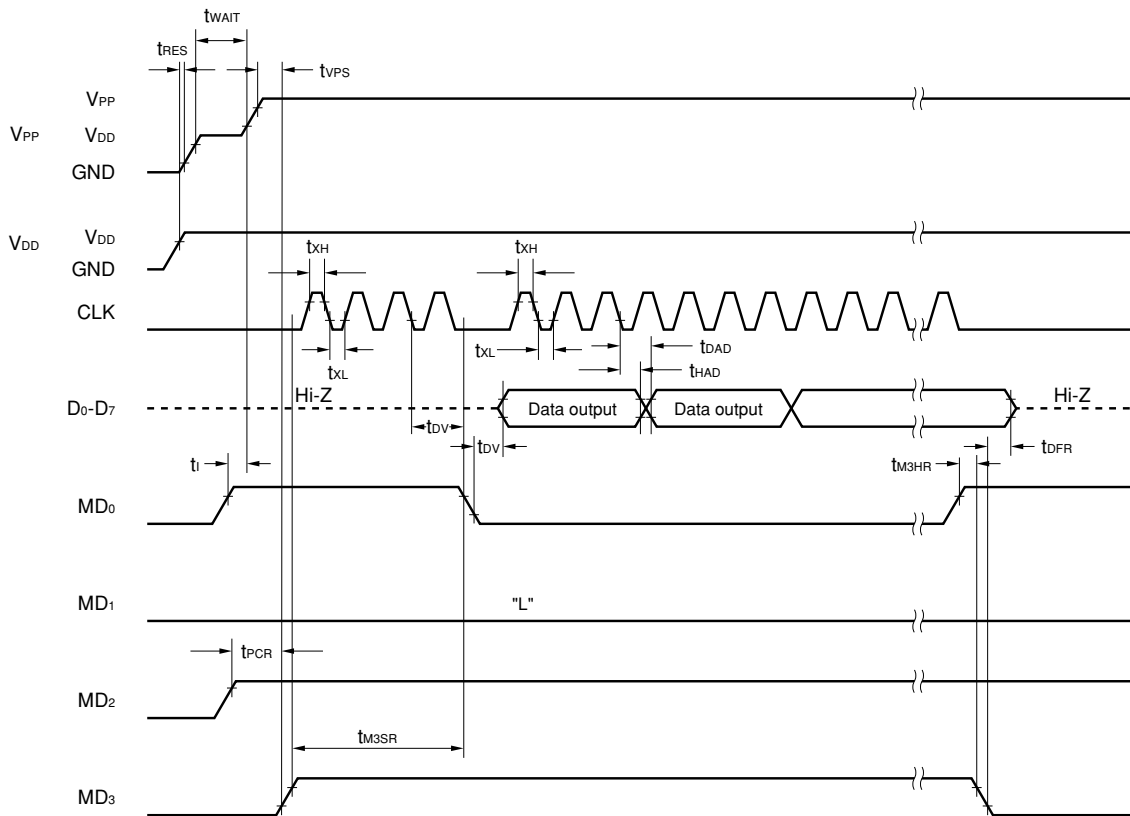 tWAIT
tRES
tVPS
VPP
VPP VDD
GND
VDD VDD
GND
tXH tXH
CLK
tXL tXL
tDAD
tHAD
Hi-Z
D0-D7 Data output Data output Hi-Z
tDV
tDV
tDFR
tI
tM3HR
MD0
MD1 "L"
tPCR
MD2
tM3SR
MD3